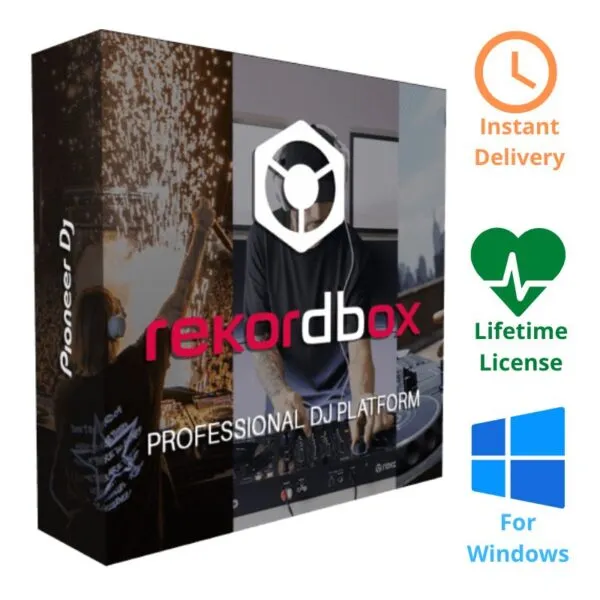 Pioneer Dj
rekordbox
PROFESSIONAL DJ PLATFORM
Instant
Delivery
Lifetime
License
For
Windows